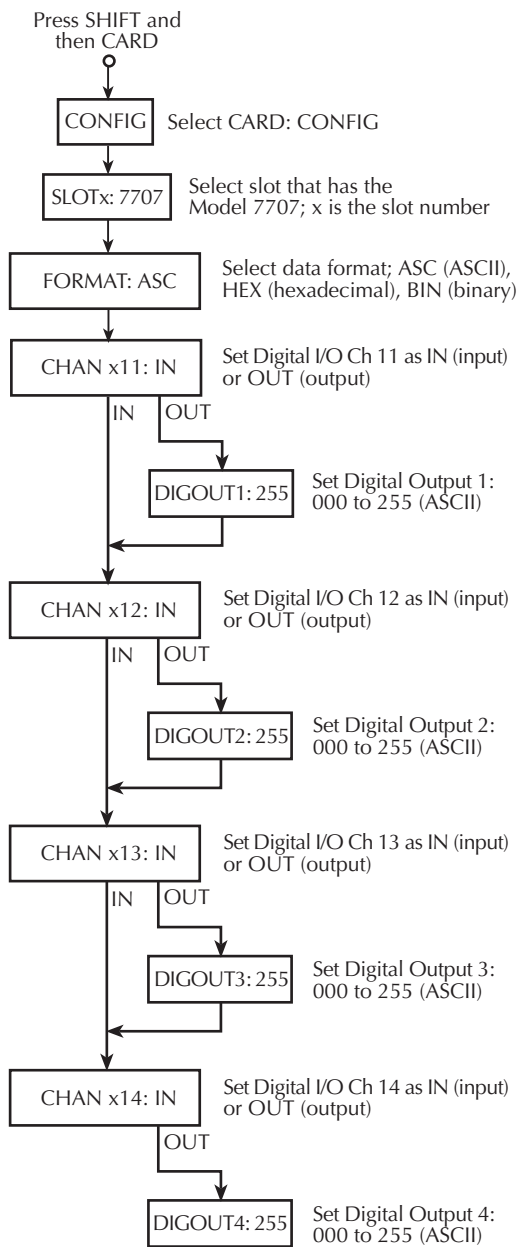 Press SHIFT and
then CARD
CONFIG
Select CARD: CONFIG
SLOTx: 7707
Select slot that has the
Model 7707; x is the slot number
FORMAT: ASC
Select data format; ASC (ASCII),
HEX (hexadecimal), BIN (binary)
CHAN x11: IN
Set Digital I/O Ch 11 as IN (input)
or OUT (output)
IN
OUT
DIGOUT1: 255
Set Digital Output 1:
000 to 255 (ASCII)
CHAN x12: IN
Set Digital I/O Ch 12 as IN (input)
or OUT (output)
IN
OUT
DIGOUT2: 255
Set Digital Output 2:
000 to 255 (ASCII)
CHAN x13: IN
Set Digital I/O Ch 13 as IN (input)
or OUT (output)
IN
OUT
DIGOUT3: 255
Set Digital Output 3:
000 to 255 (ASCII)
CHAN x14: IN
Set Digital I/O Ch 14 as IN (input)
or OUT (output)
OUT
DIGOUT4: 255
Set Digital Output 4:
000 to 255 (ASCII)